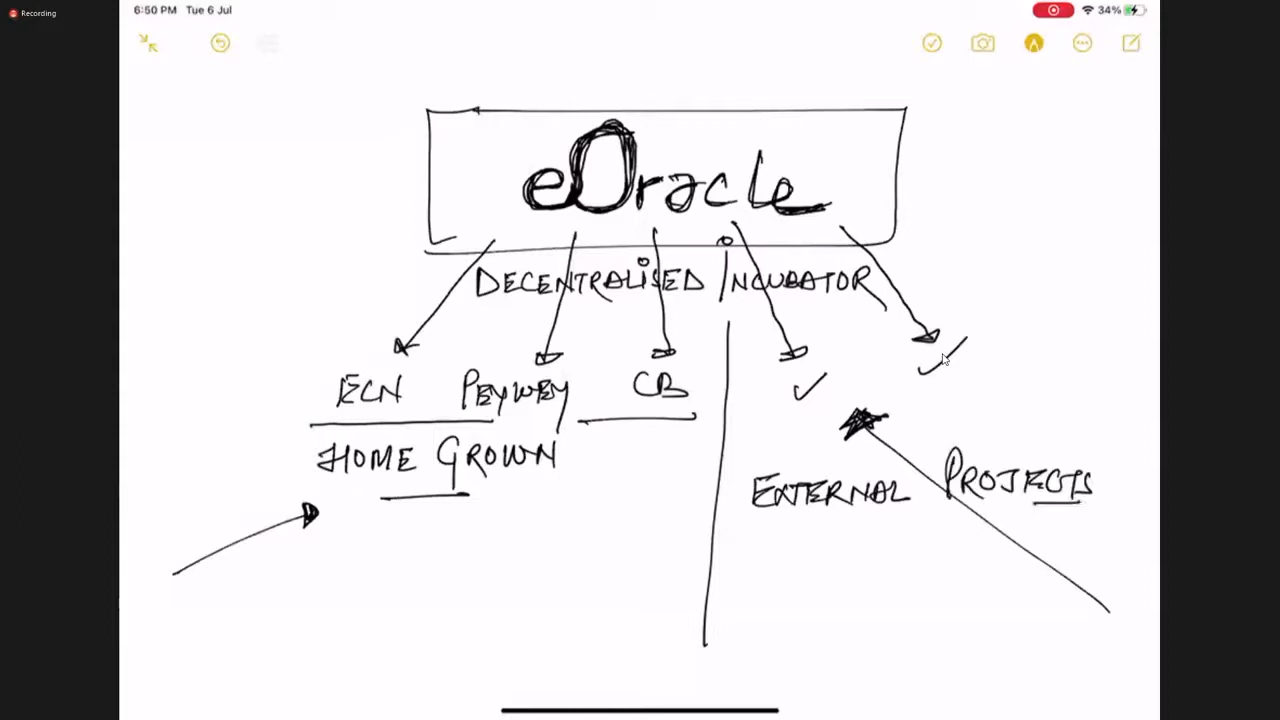 Recording
6:50 PM Tue 6 Jul
34%
eOracle
DECENTRALiSED INCUBATOR
ECN PEYWEY CB
HOME GROWN
EXTERNAL PROJECTS